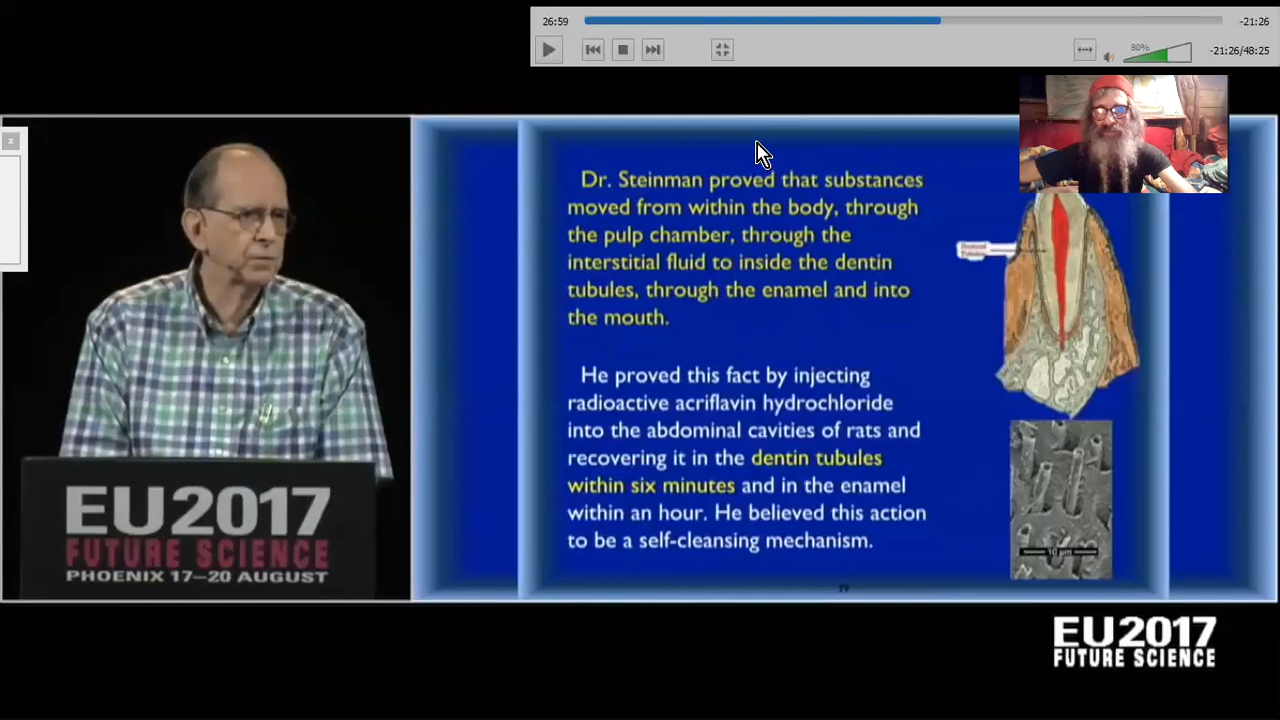 26:59
-21:26
80%
-21:26/48:25
x
Dr. Steinman proved that substances
moved from within the body, through
the pulp chamber, through the
interstitial fluid to inside the dentin
tubules, through the enamel and into
the mouth.
He proved this fact by injecting
radioactive acriflavin hydrochloride
into the abdominal cavities of rats and
recovering it in the dentin tubules
within six minutes and in the enamel
within an hour. He believed this action
to be a self-cleansing mechanism.
10 µm
EU2017
FUTURE SCIENCE
PHOENIX 17–20 AUGUST
EU2017
FUTURE SCIENCE